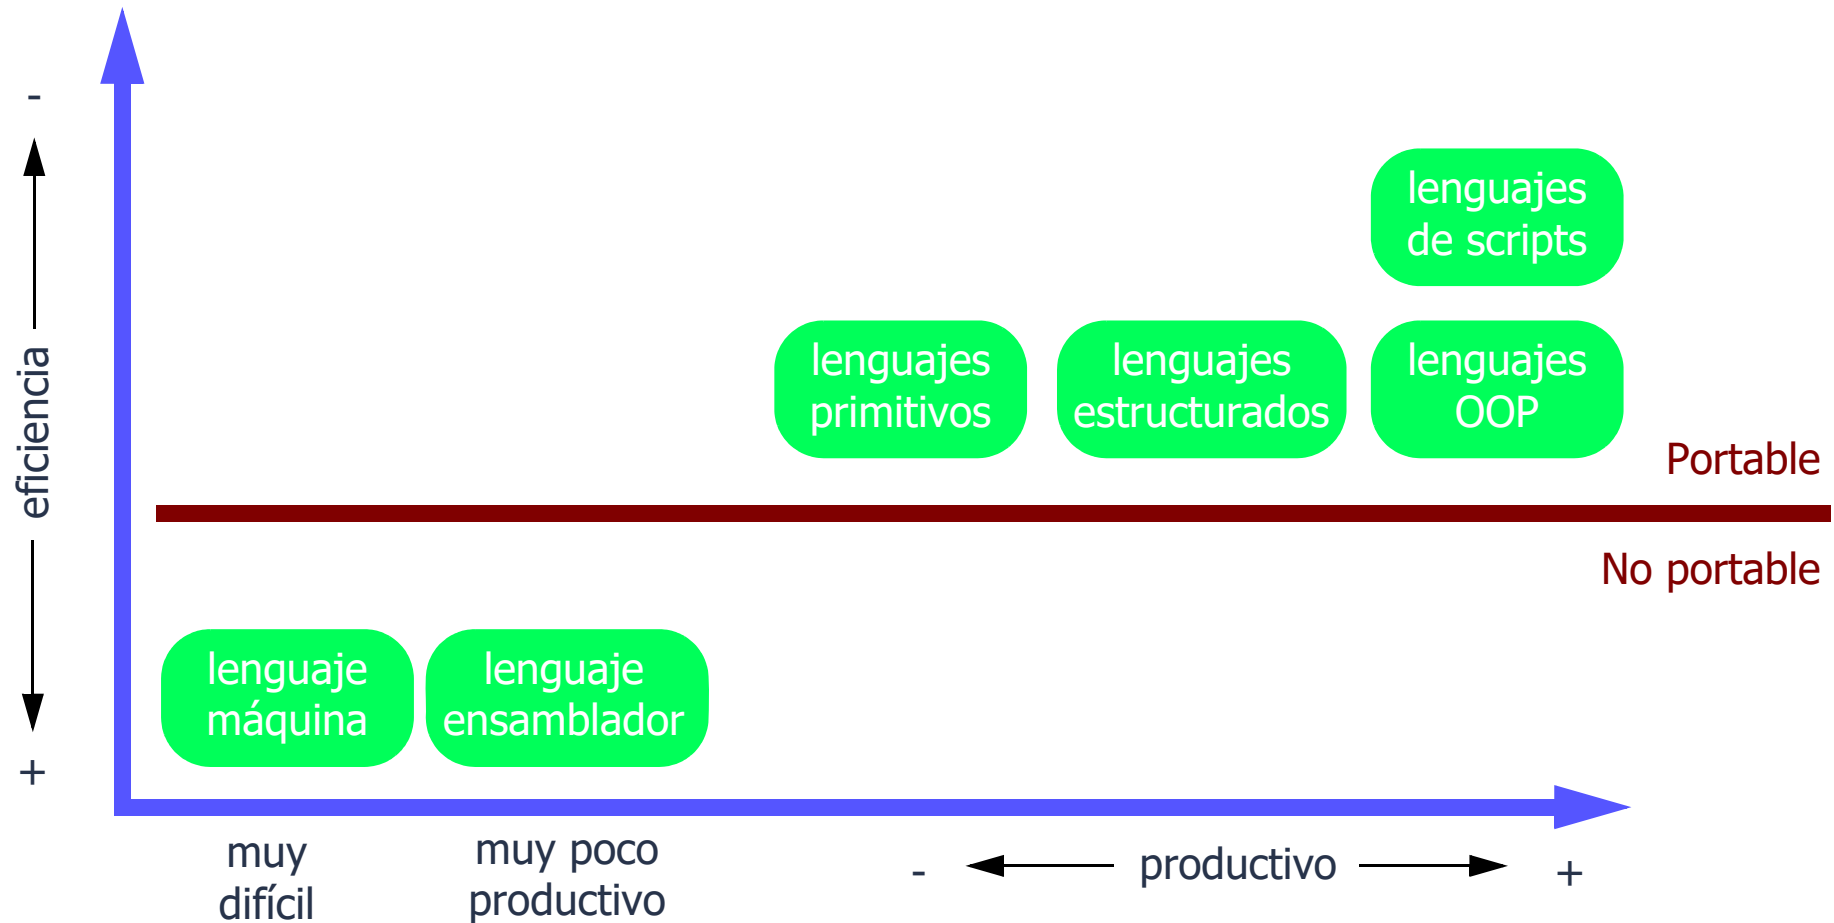 -
eficiencia
+
lenguajes
de scripts
lenguajes
primitivos
lenguajes
estructurados
lenguajes
OOP
Portable
No portable
lenguaje
máquina
lenguaje
ensamblador
muy
difícil
muy poco
productivo
- productivo +